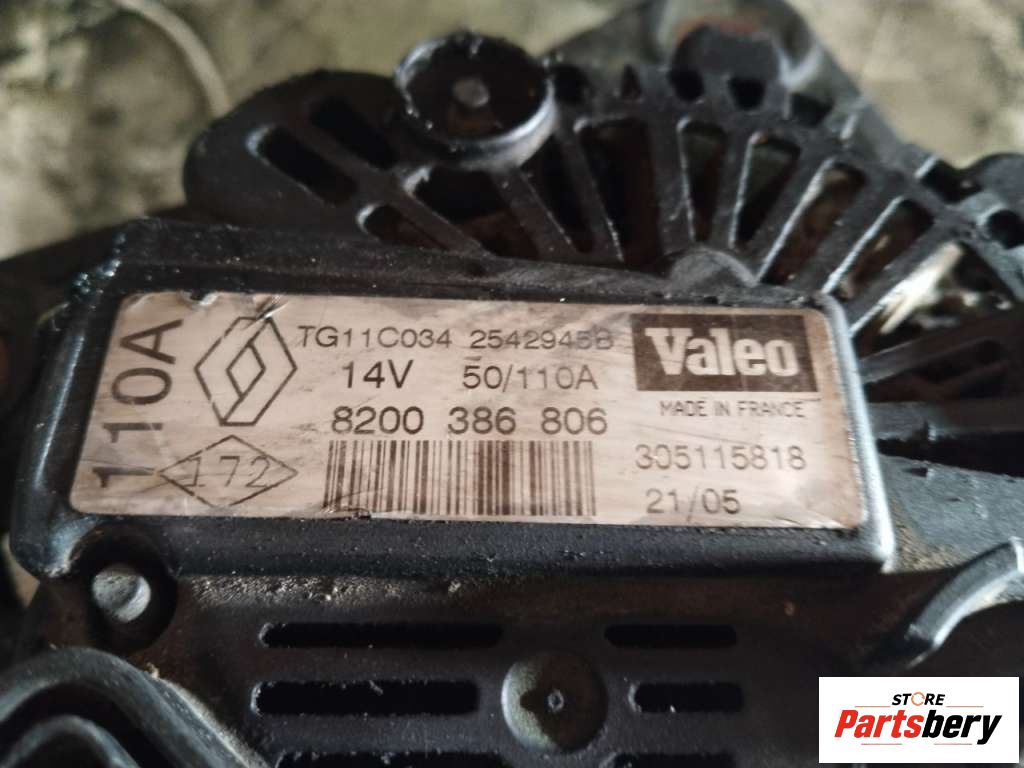 110A
TG11C034 2542945B
14V 50/110A
8200 386 806
172
Valeo
MADE IN FRANCE
305115818
21/05
STORE
Partsbery